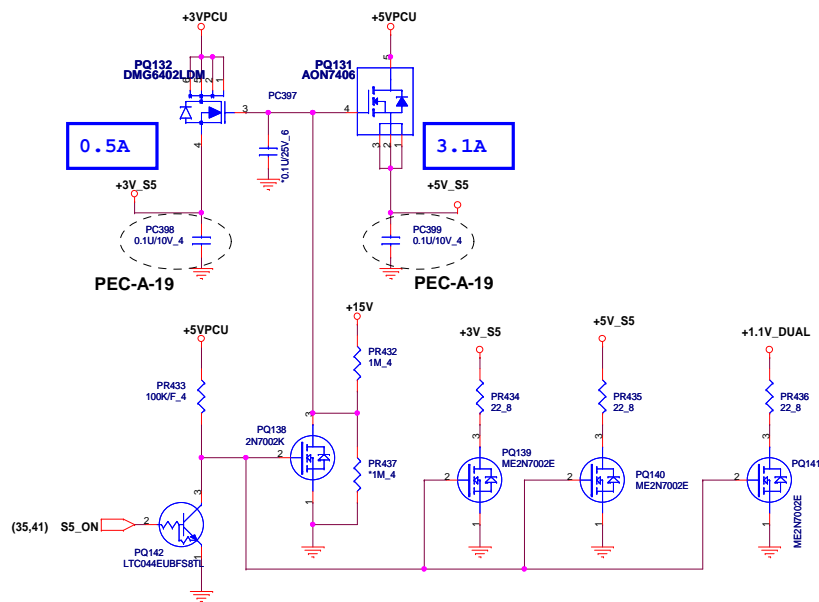 +3VPCU
+5VPCU
PQ132
DMG6402LDM
PQ131
AON7406
6
5
2
1
5
PC397
3
4
0.5A
3.1A
4
*0.1U/25V_6
3
2
1
+3V_S5
+5V_S5
PC398
0.1U/10V_4
PC399
0.1U/10V_4
PEC-A-19
PEC-A-19
+15V
+5VPCU
+3V_S5
+5V_S5
+1.1V_DUAL
PR432
1M_4
PR433
100K/F_4
PR434
22_8
PR435
22_8
PR436
22_8
PQ138
2N7002K
3
2
1
PR437
*1M_4
3
PQ139
ME2N7002E
2
1
3
PQ140
ME2N7002E
2
1
3
PQ141
ME2N7002E
2
1
(35,41)
S5_ON
2
3
1
PQ142
LTC044EUBFS8TL